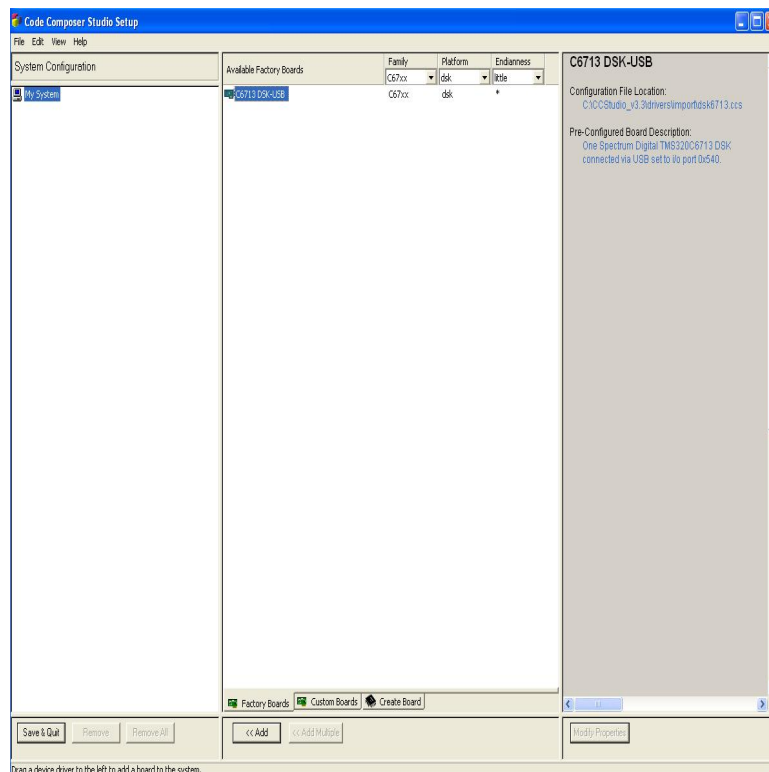 Code Composer Studio Setup
File Edit View Help
System Configuration
My System
Available Factory Boards
Family Platform Endianness
C67xx dsk little
C6713 DSK-USB C67xx dsk *
C6713 DSK-USB
Configuration File Location:
C:\CCStudio_v3.3\drivers\import\dsk6713.ccs
Pre-Configured Board Description:
One Spectrum Digital TMS320C6713 DSK
connected via USB set to i/o port 0x540.
Factory Boards Custom Boards Create Board
Save & Quit Remove Remove All << Add << Add Multiple Modify Properties
Drag a device driver to the left to add a board to the system.